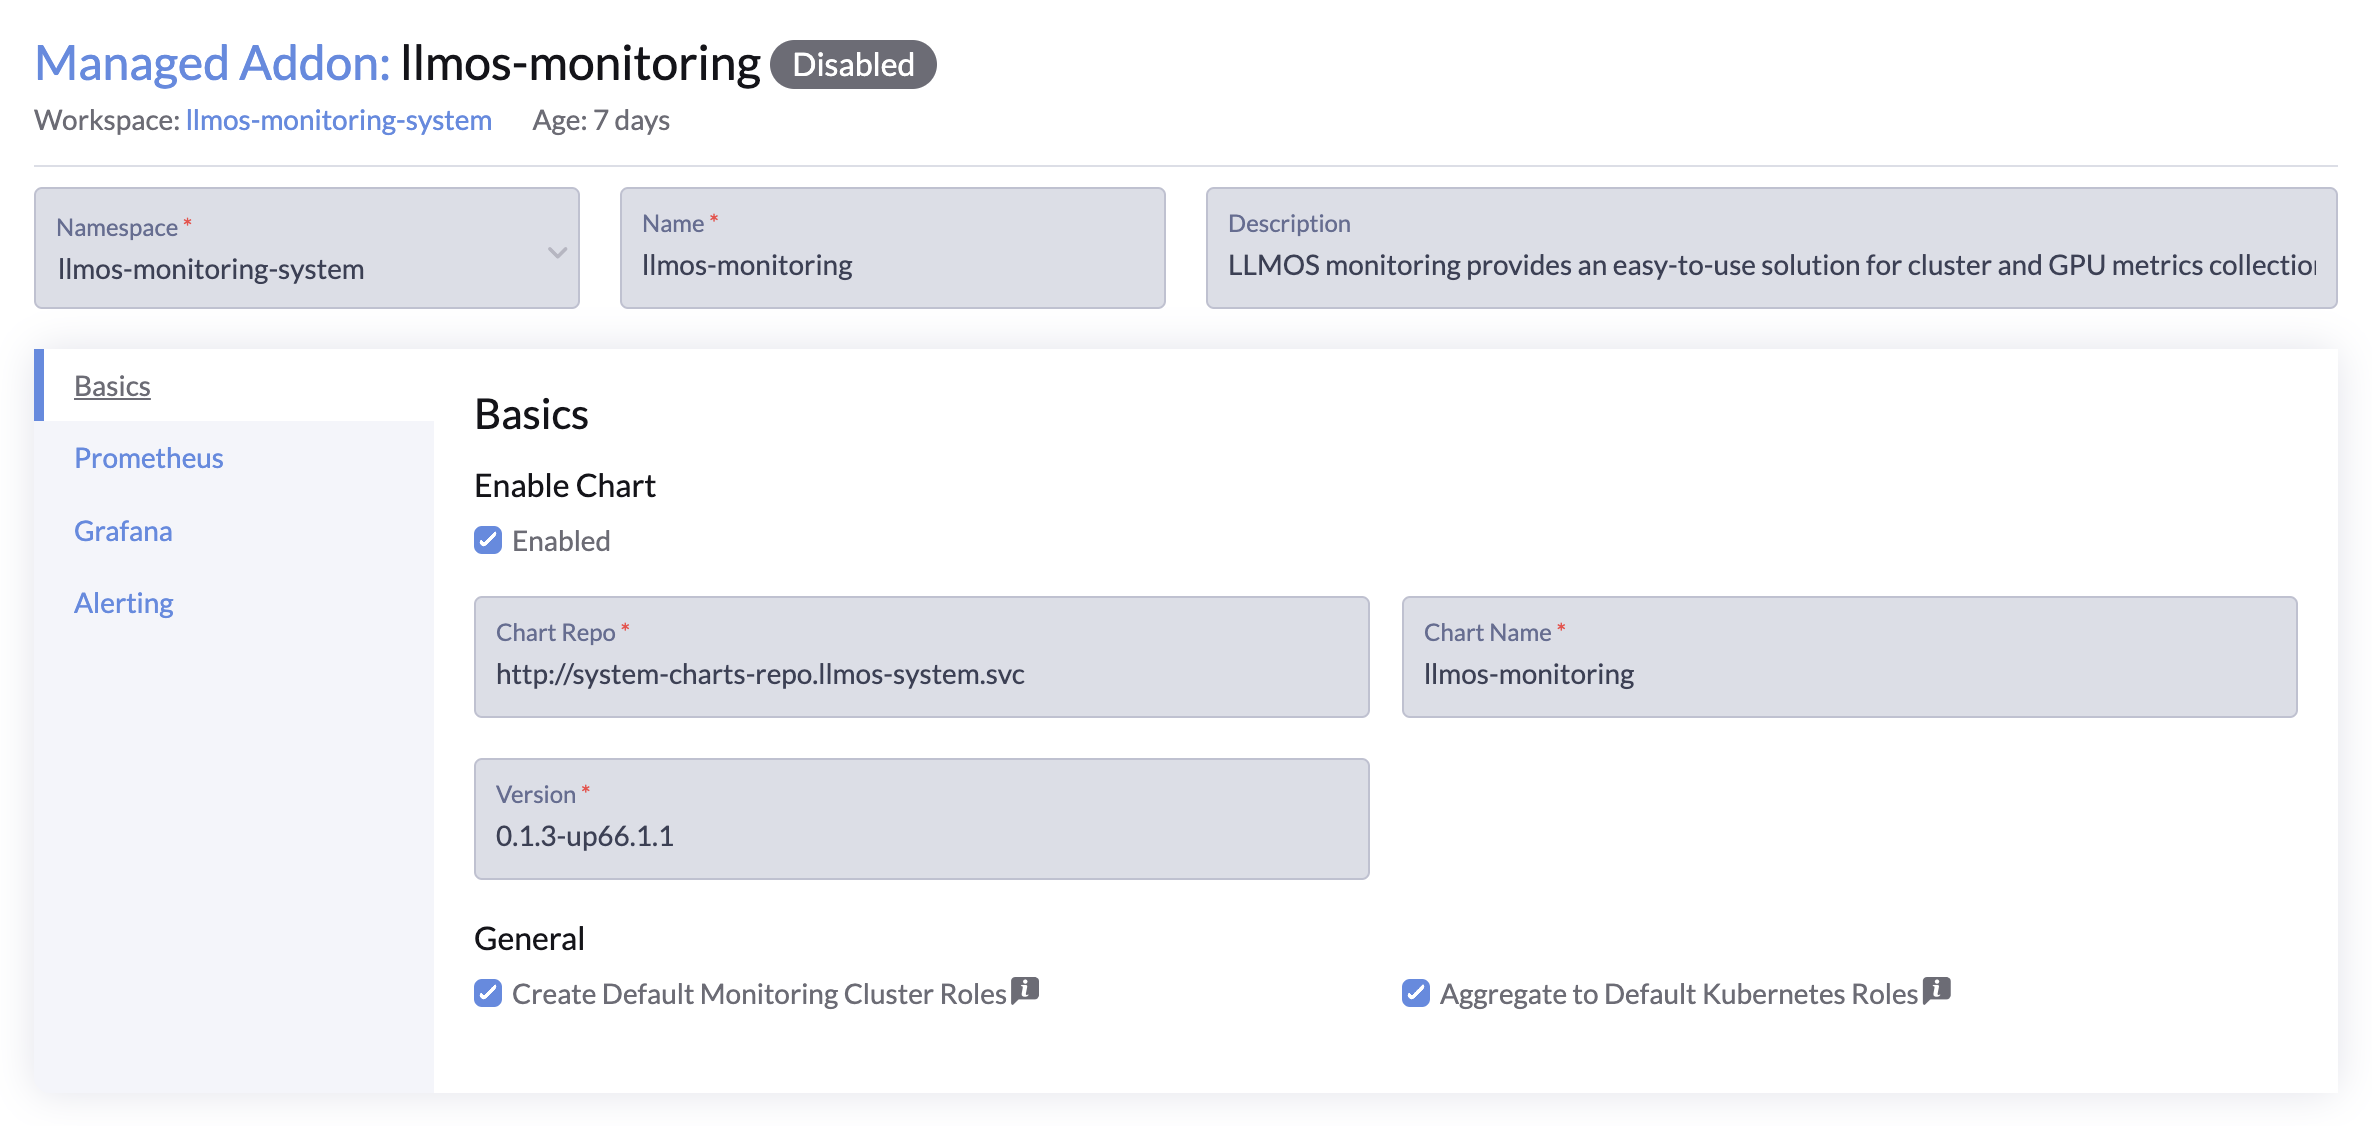 Managed Addon: llmos-monitoring Disabled
Workspace: llmos-monitoring-system Age: 7 days
Namespace *
llmos-monitoring-system
Name *
llmos-monitoring
Description
LLMOS monitoring provides an easy-to-use solution for cluster and GPU metrics collection
Basics
Prometheus
Grafana
Alerting
Basics
Enable Chart
Enabled
Chart Repo *
http://system-charts-repo.llmos-system.svc
Chart Name *
llmos-monitoring
Version *
0.1.3-up66.1.1
General
Create Default Monitoring Cluster Roles
Aggregate to Default Kubernetes Roles